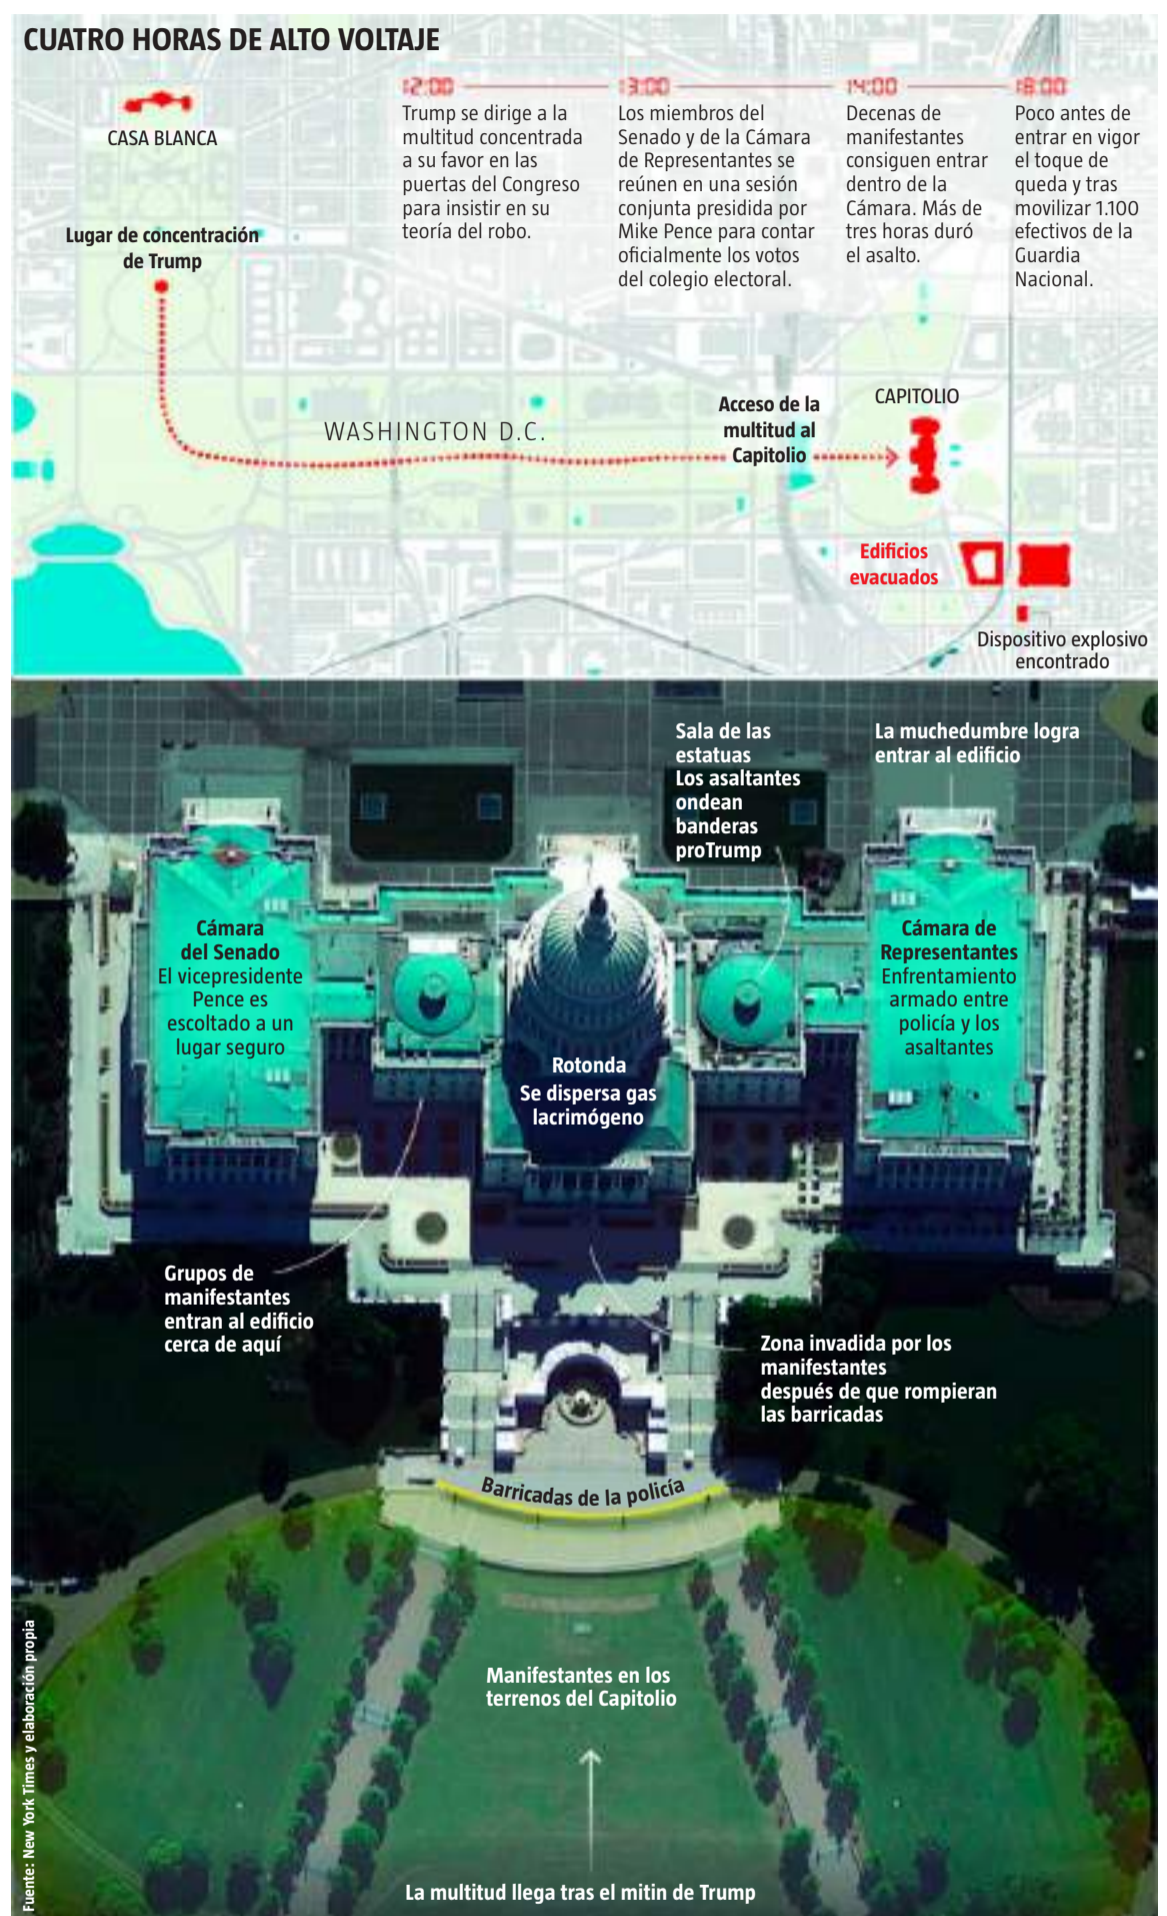 CUATRO HORAS DE ALTO VOLTAJE
CASA BLANCA
Lugar de concentración
de Trump
12:00
Trump se dirige a la
multitud concentrada
a su favor en las
puertas del Congreso
para insistir en su
teoría del robo.
13:00
Los miembros del
Senado y de la Cámara
de Representantes se
reúnen en una sesión
conjunta presidida por
Mike Pence para contar
oficialmente los votos
del colegio electoral.
14:00
Decenas de
manifestantes
consiguen entrar
dentro de la
Cámara. Más de
tres horas duró
el asalto.
18:00
Poco antes de
entrar en vigor
el toque de
queda y tras
movilizar 1.100
efectivos de la
Guardia
Nacional.
WASHINGTON D.C.
Acceso de la
multitud al
Capitolio
CAPITOLIO
Edificios
evacuados
Dispositivo explosivo
encontrado
Sala de las
estatuas
Los asaltantes
ondean
banderas
proTrump
La muchedumbre logra
entrar al edificio
Cámara
del Senado
El vicepresidente
Pence es
escoltado a un
lugar seguro
Cámara de
Representantes
Enfrentamiento
armado entre
policía y los
asaltantes
Rotonda
Se dispersa gas
lacrimógeno
Grupos de
manifestantes
entran al edificio
cerca de aquí
Zona invadida por los
manifestantes
después de que rompieran
las barricadas
Barricadas de la policía
Manifestantes en los
terrenos del Capitolio
La multitud llega tras el mitin de Trump
Fuente: New York Times y elaboración propia